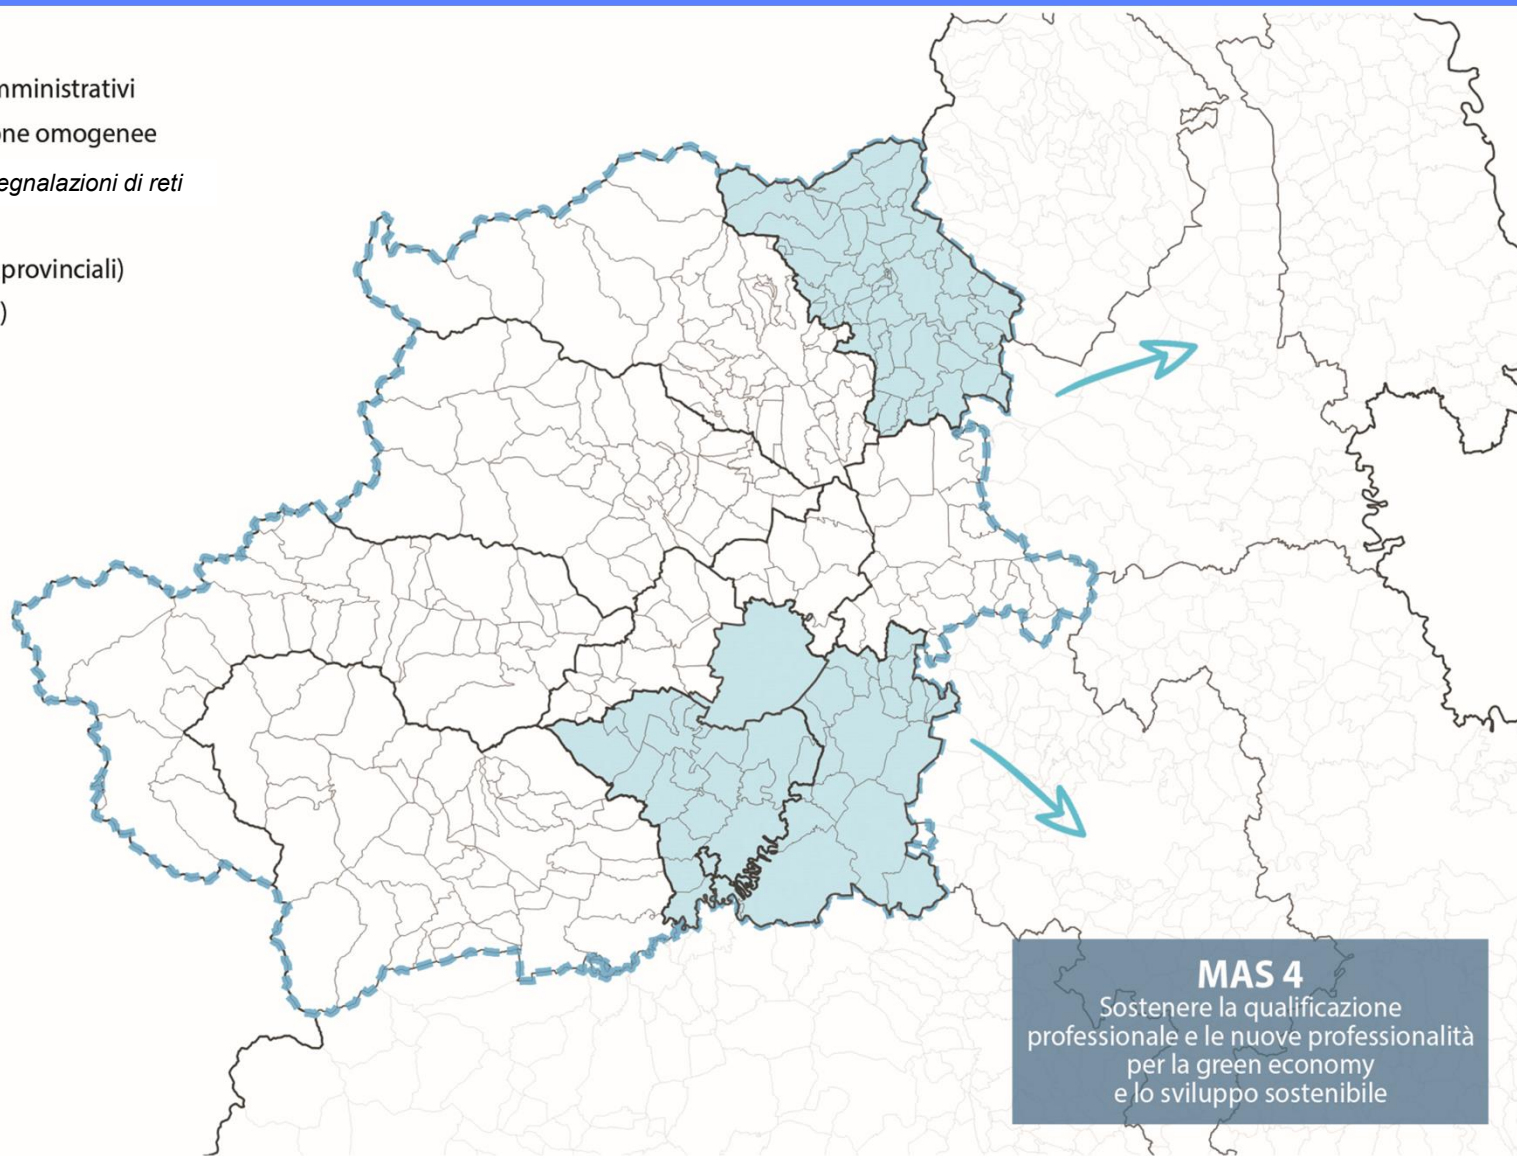 mministrativi
one omogenee
egnalazioni di reti
provinciali)
)
MAS 4
Sostenere la qualificazione
professionale e le nuove professionalità
per la green economy
e lo sviluppo sostenibile